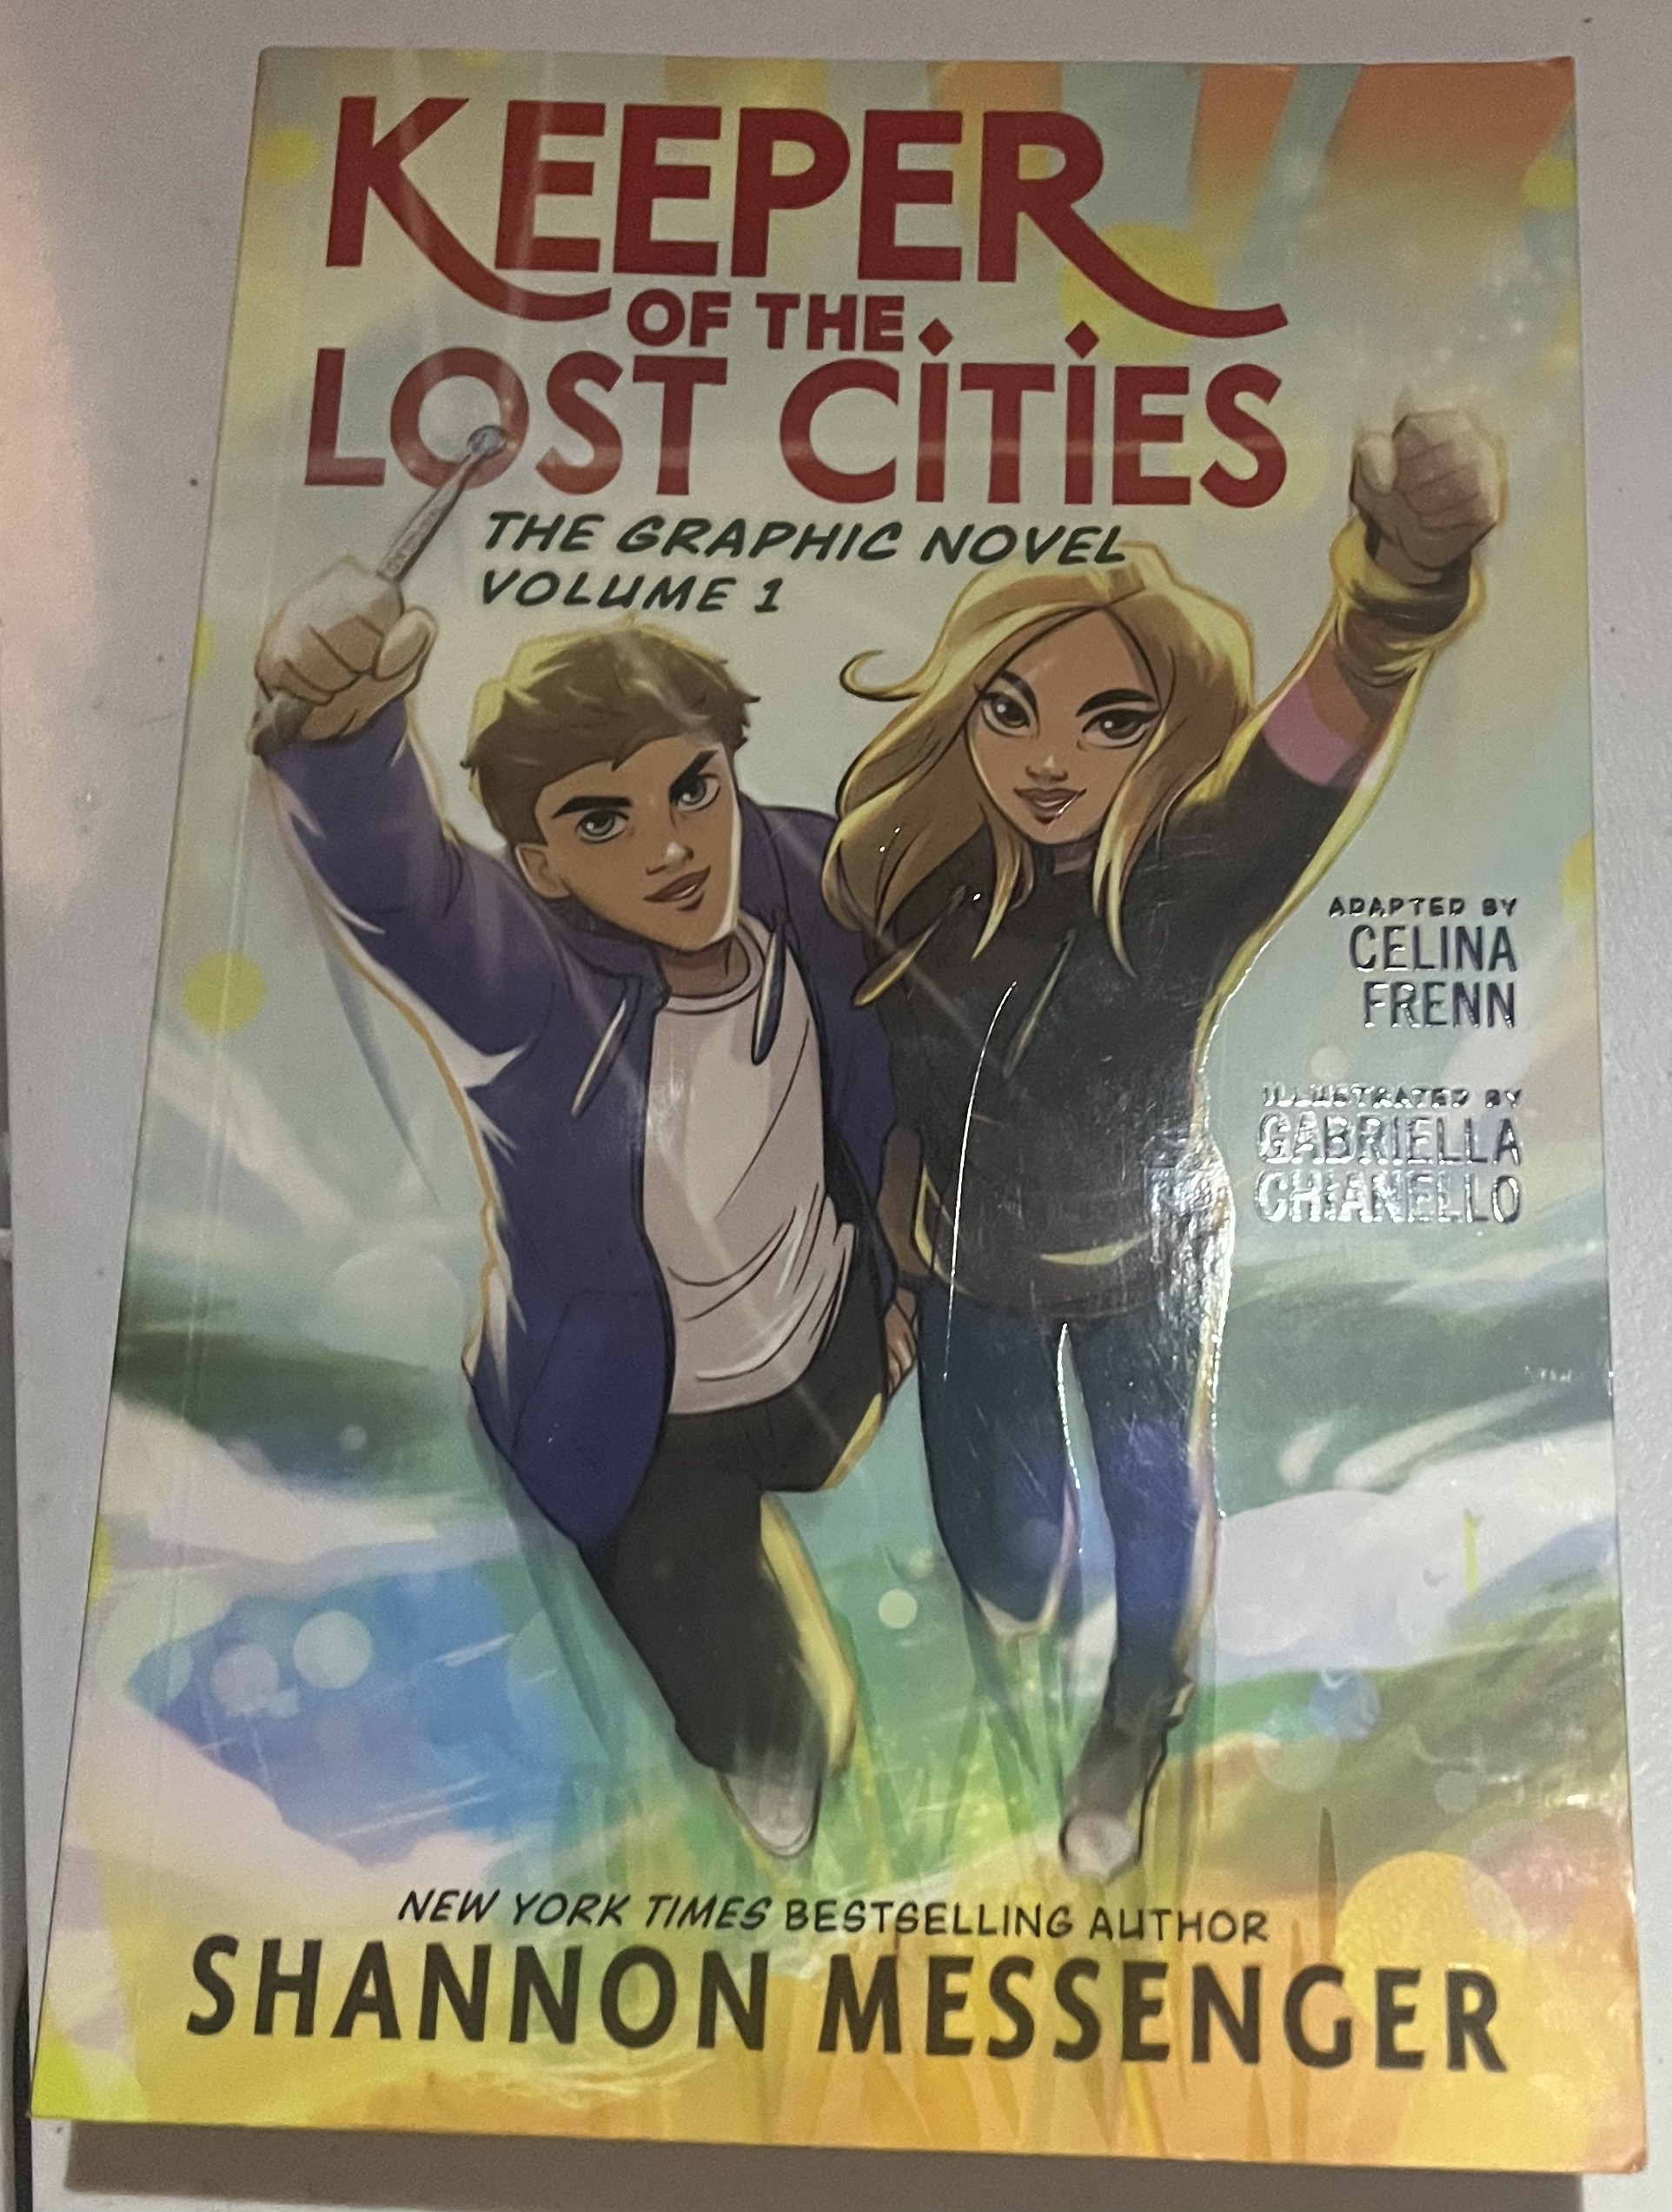 KEEPER
OF THE
LOST CITIES
THE GRAPHIC NOVEL
VOLUME 1
ADAPTED BY
CELINA
FRENN
ILLUSTRATED BY
GABRIELLA
CHIANELLO
NEW YORK TIMES BESTSELLING AUTHOR
SHANNON MESSENGER